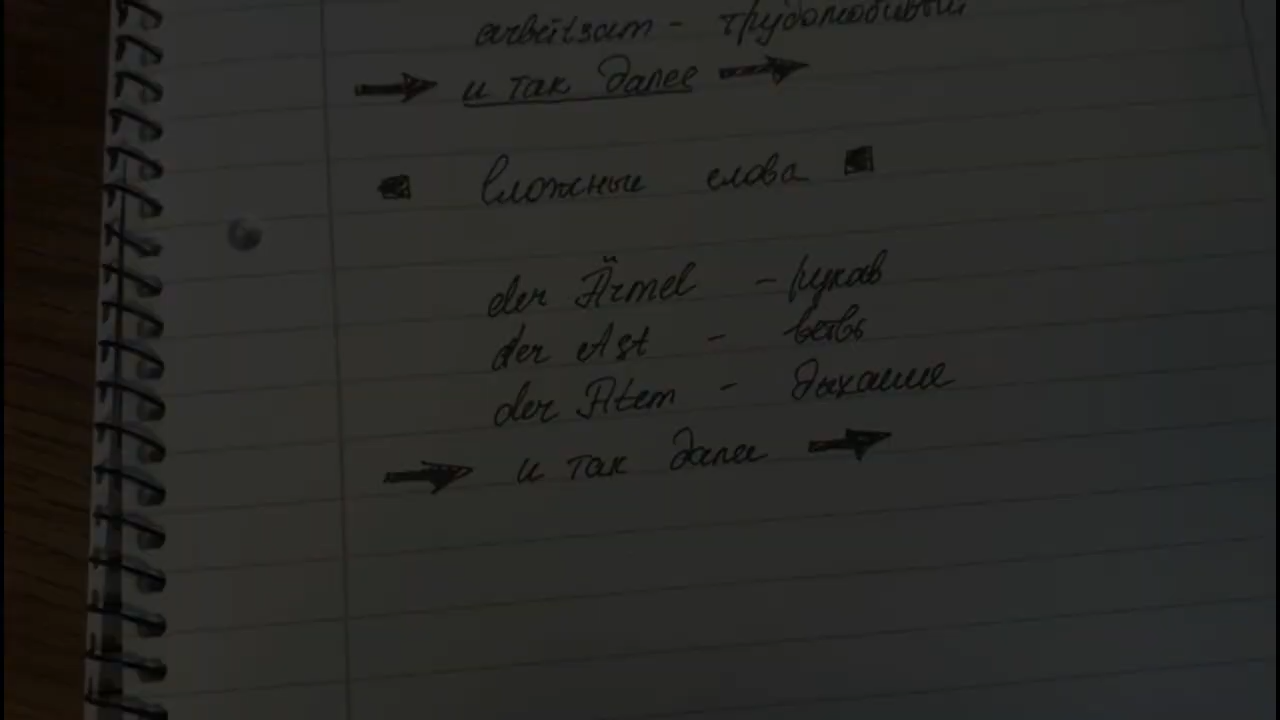 arbeitsam - трудолюбивый
и так далее
Сложные слова
der Ärmel - рукав
der Ast - ветвь
der Atem - дыхание
и так далее